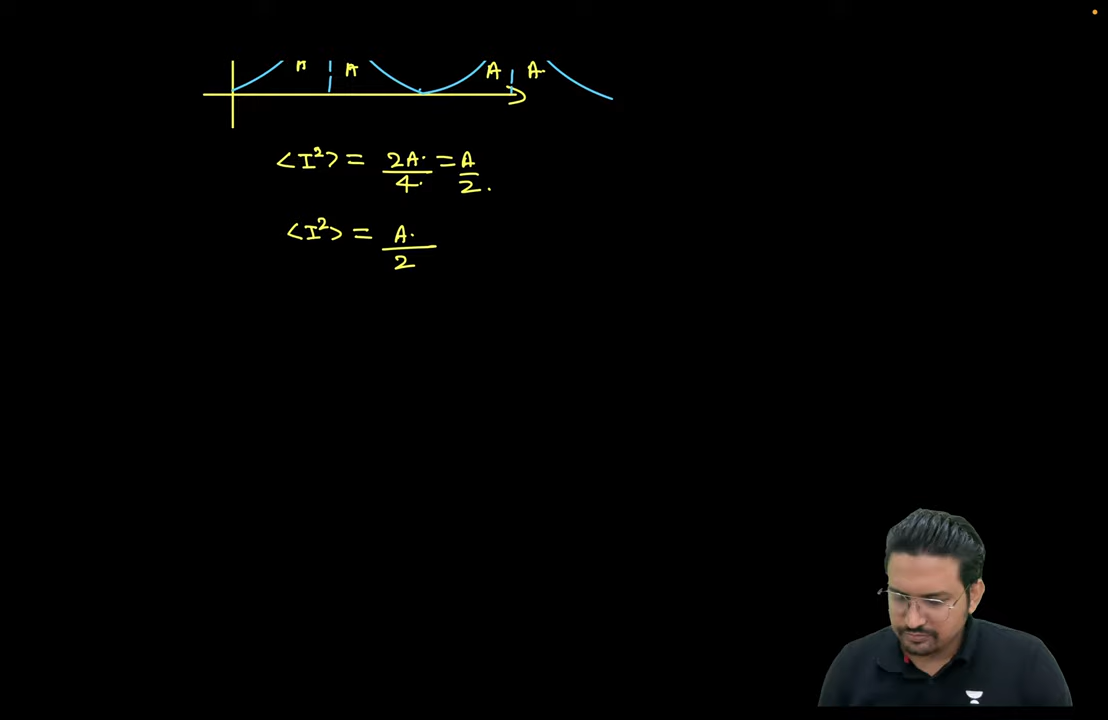 A A A A.
<I²> = 2A./4. = A/2.
<I²> = A./2